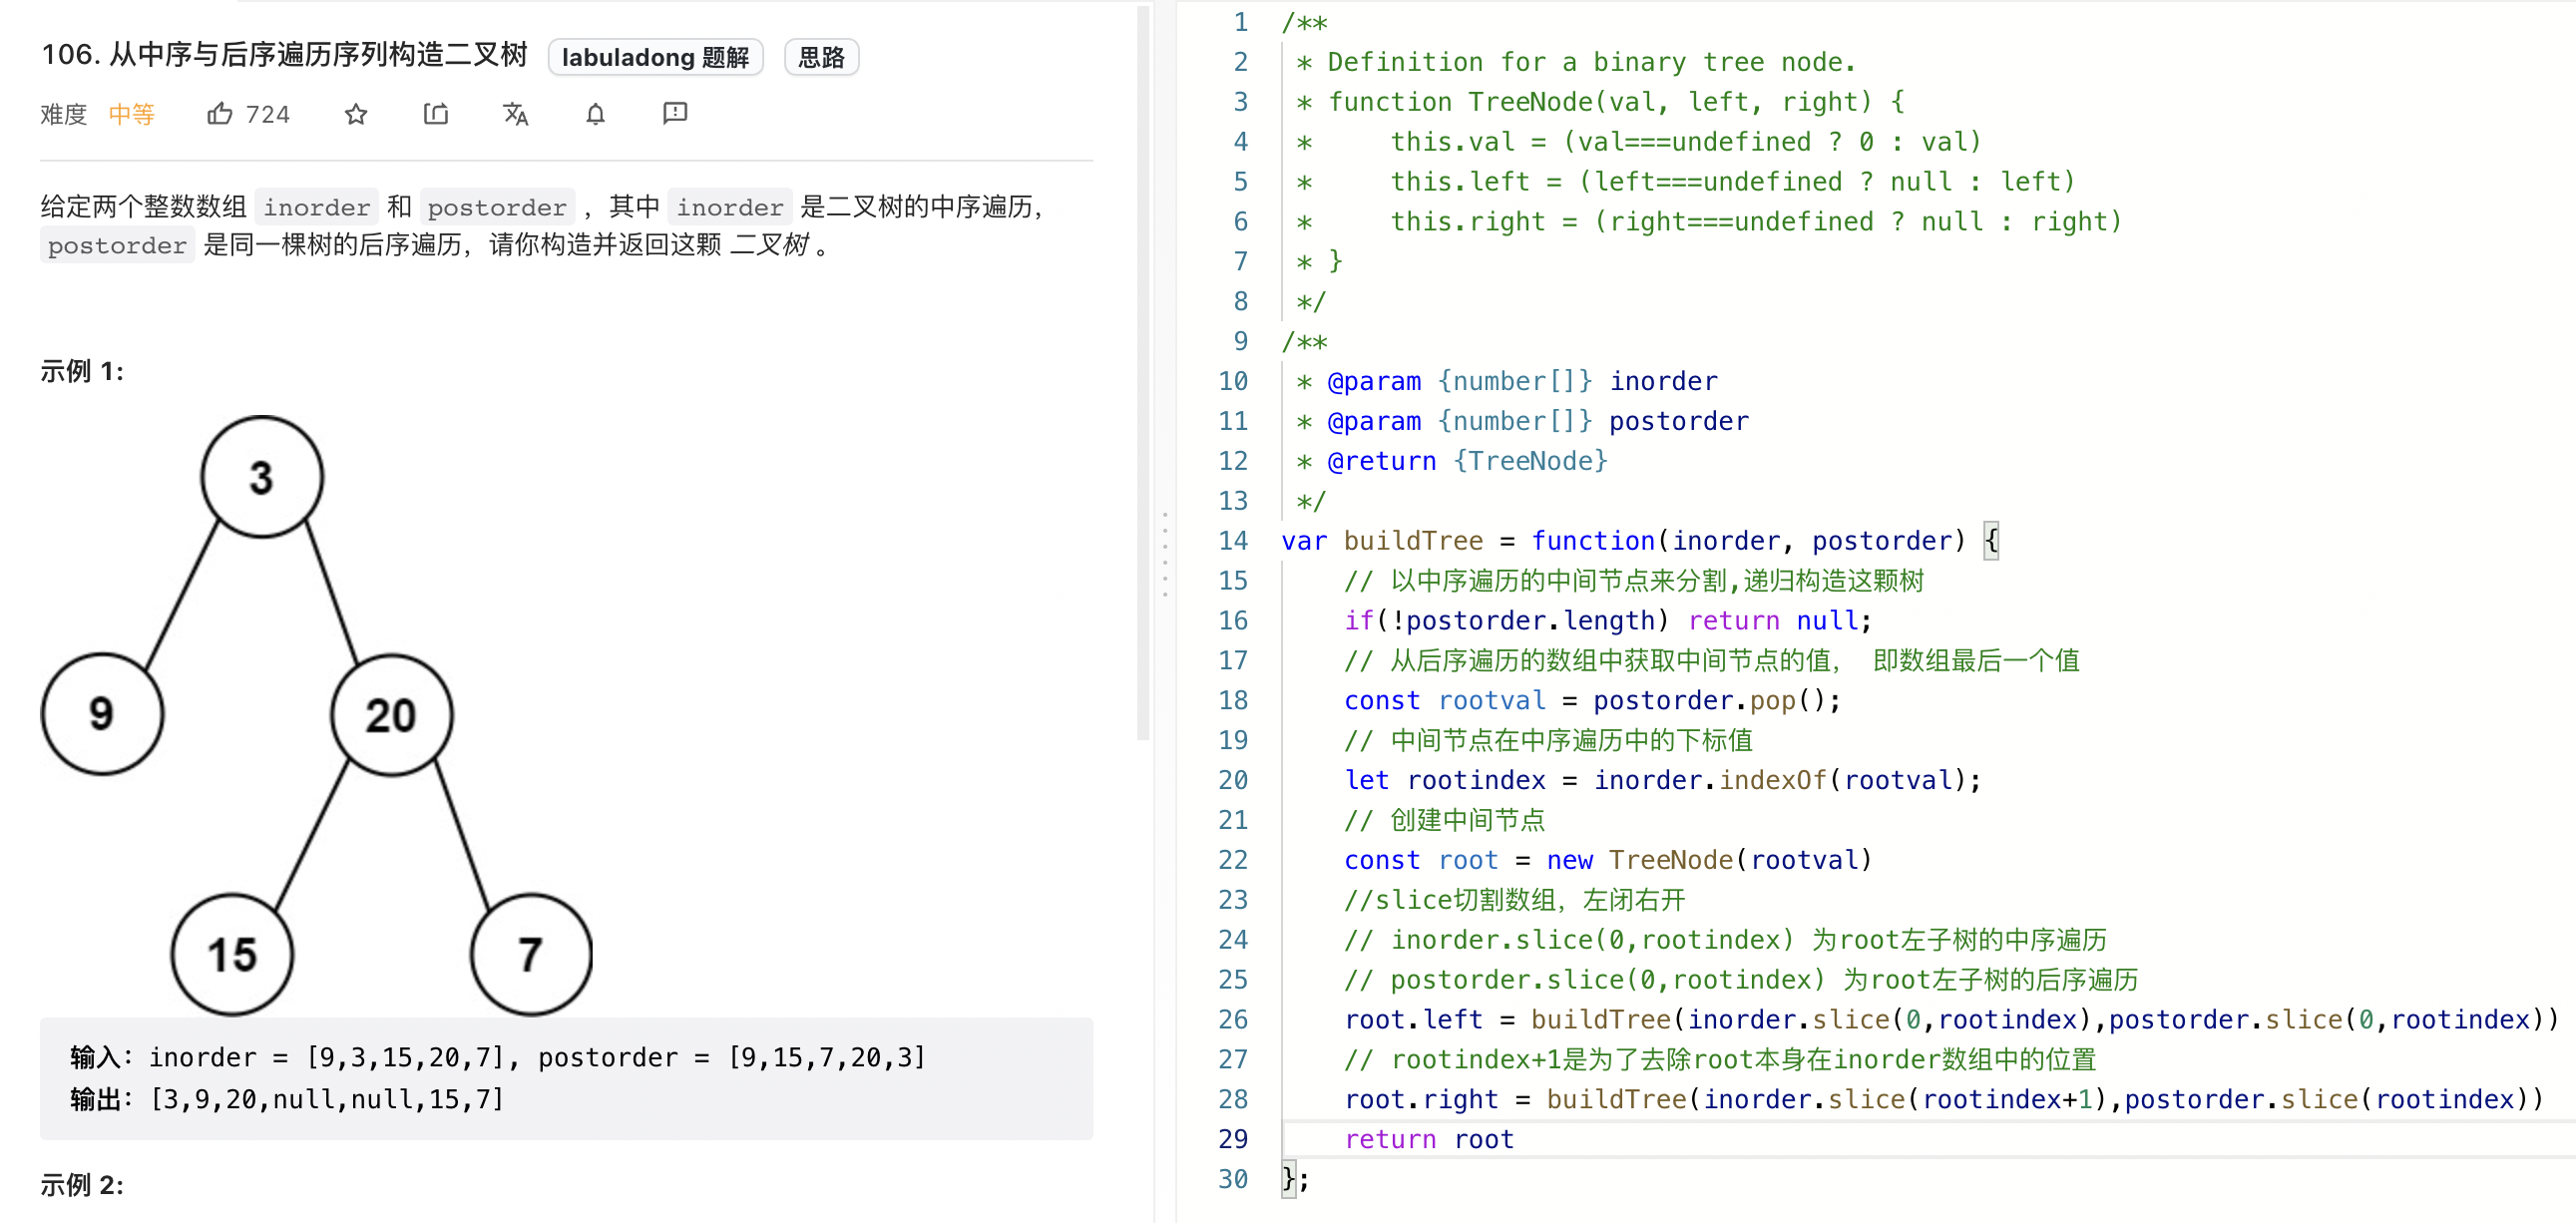 106. 从中序与后序遍历序列构造二叉树 labuladong 题解 思路
难度 中等 724
给定两个整数数组 inorder 和 postorder ，其中 inorder 是二叉树的中序遍历，
postorder 是同一棵树的后序遍历，请你构造并返回这颗 二叉树 。
示例 1:
3
9
20
15
7
输入：inorder = [9,3,15,20,7], postorder = [9,15,7,20,3]
输出：[3,9,20,null,null,15,7]
示例 2:
1 /**
2  * Definition for a binary tree node.
3  * function TreeNode(val, left, right) {
4  *     this.val = (val===undefined ? 0 : val)
5  *     this.left = (left===undefined ? null : left)
6  *     this.right = (right===undefined ? null : right)
7  * }
8  */
9 /**
10  * @param {number[]} inorder
11  * @param {number[]} postorder
12  * @return {TreeNode}
13  */
14 var buildTree = function(inorder, postorder) {
15     // 以中序遍历的中间节点来分割,递归构造这颗树
16     if(!postorder.length) return null;
17     // 从后序遍历的数组中获取中间节点的值， 即数组最后一个值
18     const rootval = postorder.pop();
19     // 中间节点在中序遍历中的下标值
20     let rootindex = inorder.indexOf(rootval);
21     // 创建中间节点
22     const root = new TreeNode(rootval)
23     //slice切割数组，左闭右开
24     // inorder.slice(0,rootindex) 为root左子树的中序遍历
25     // postorder.slice(0,rootindex) 为root左子树的后序遍历
26     root.left = buildTree(inorder.slice(0,rootindex),postorder.slice(0,rootindex))
27     // rootindex+1是为了去除root本身在inorder数组中的位置
28     root.right = buildTree(inorder.slice(rootindex+1),postorder.slice(rootindex))
29     return root
30 };